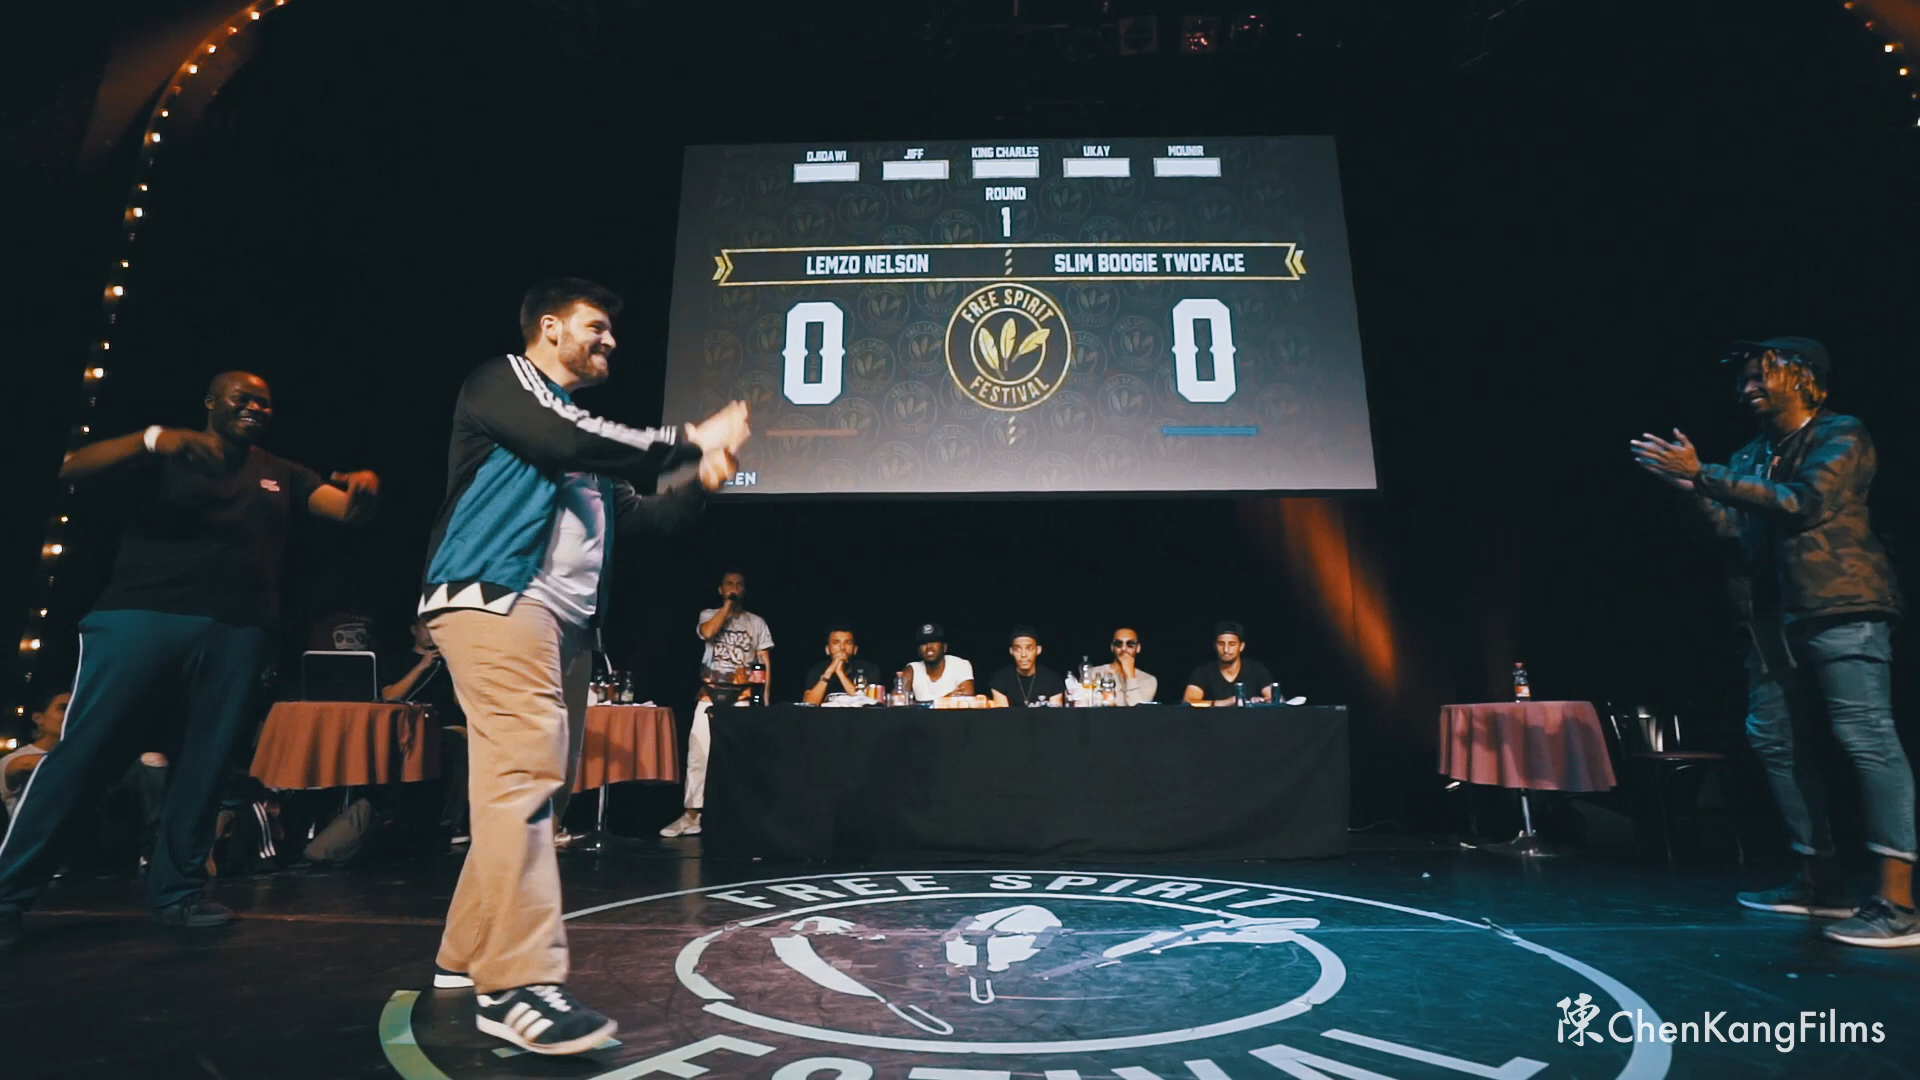 DJIDAWI JIFF KING CHARLES UKAY MOUNIR
ROUND
1
LEMZO NELSON SLIM BOOGIE TWOFACE
0 0
FREE SPIRIT
FESTIVAL
FREE SPIRIT
FESTIVAL
陳ChenKangFilms